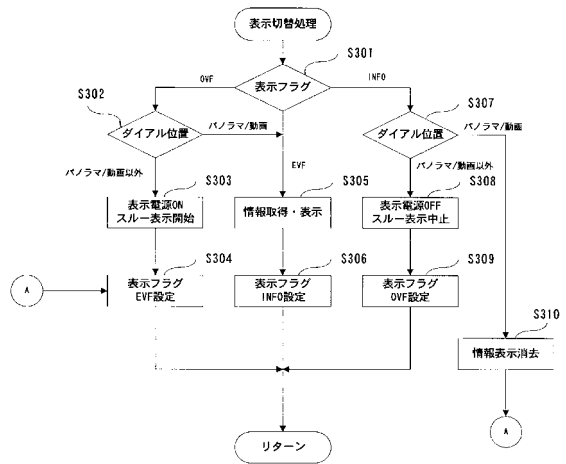 表示切替処理
S301
表示フラグ
OVF
INFO
EVF
S302
ダイアル位置
パノラマ/動画
パノラマ/動画以外
S307
ダイアル位置
パノラマ/動画
パノラマ/動画以外
S303
表示電源ON
スルー表示開始
S305
情報取得・表示
S308
表示電源OFF
スルー表示中止
A
S304
表示フラグ
EVF設定
S306
表示フラグ
INFO設定
S309
表示フラグ
OVF設定
S310
情報表示消去
A
リターン